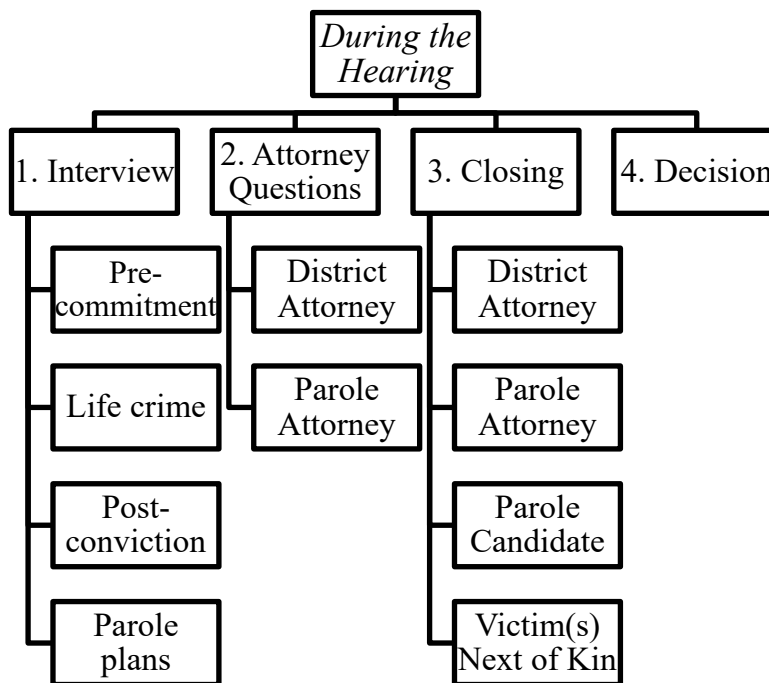 During the
Hearing
1. Interview
2. Attorney
Questions
3. Closing
4. Decision
Pre-
commitment
Life crime
Post-
conviction
Parole
plans
District
Attorney
Parole
Attorney
District
Attorney
Parole
Attorney
Parole
Candidate
Victim(s)
Next of Kin